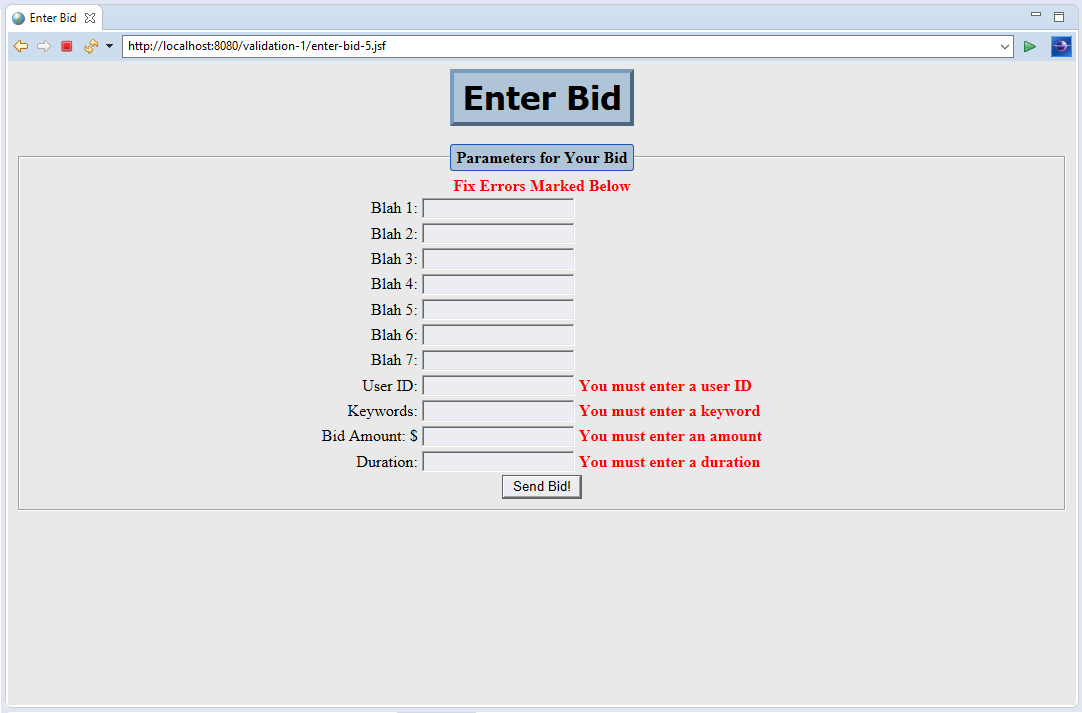 Enter Bid
http://localhost:8080/validation-1/enter-bid-5.jsf
Enter Bid
Parameters for Your Bid
Fix Errors Marked Below
Blah 1:
Blah 2:
Blah 3:
Blah 4:
Blah 5:
Blah 6:
Blah 7:
User ID: You must enter a user ID
Keywords: You must enter a keyword
Bid Amount: $ You must enter an amount
Duration: You must enter a duration
Send Bid!